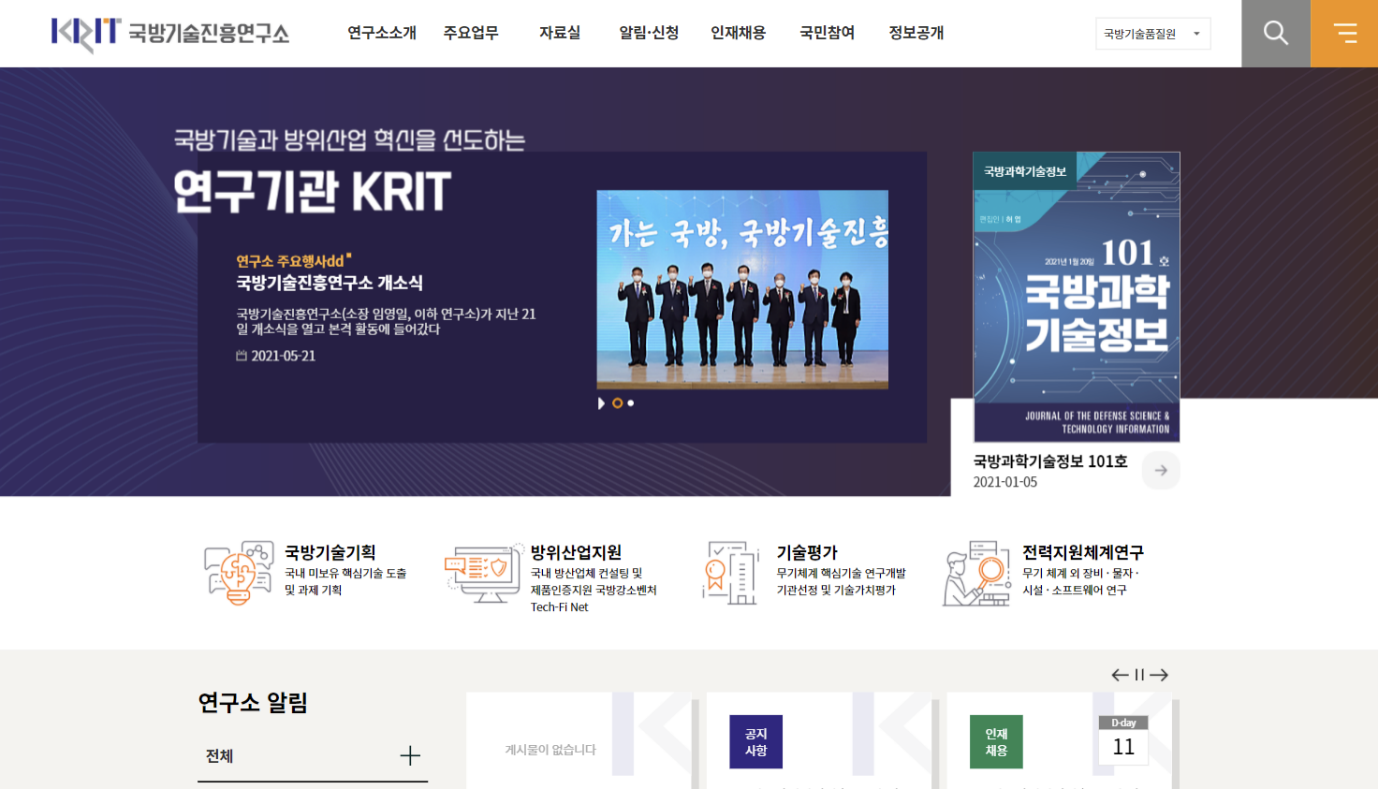 KRIT 국방기술진흥연구소
연구소소개 주요업무 자료실 알림·신청 인재채용 국민참여 정보공개
국방기술품질원
국방기술과 방위산업 혁신을 선도하는
연구기관 KRIT
연구소 주요행사dd
국방기술진흥연구소 개소식
국방기술진흥연구소(소장 임영일, 이하 연구소)가 지난 21
일 개소식을 열고 본격 활동에 들어갔다
2021-05-21
가는 국방, 국방기술진흥
국방과학기술정보
편집인 | 허 민
2021년 1월 20일 101 호
국방과학
기술정보
JOURNAL OF THE DEFENSE SCIENCE &
TECHNOLOGY INFORMATION
국방과학기술정보 101호
2021-01-05
국방기술기획
국내 미보유 핵심기술 도출
및 과제 기획
방위산업지원
국내 방산업체 컨설팅 및
제품인증지원 국방강소벤처
Tech-Fi Net
기술평가
무기체계 핵심기술 연구개발
기관선정 및 기술가치평가
전력지원체계연구
무기 체계 외 장비 · 물자 ·
시설 · 소프트웨어 연구
연구소 알림
전체
게시물이 없습니다
공지
사항
인재
채용
D-day
11